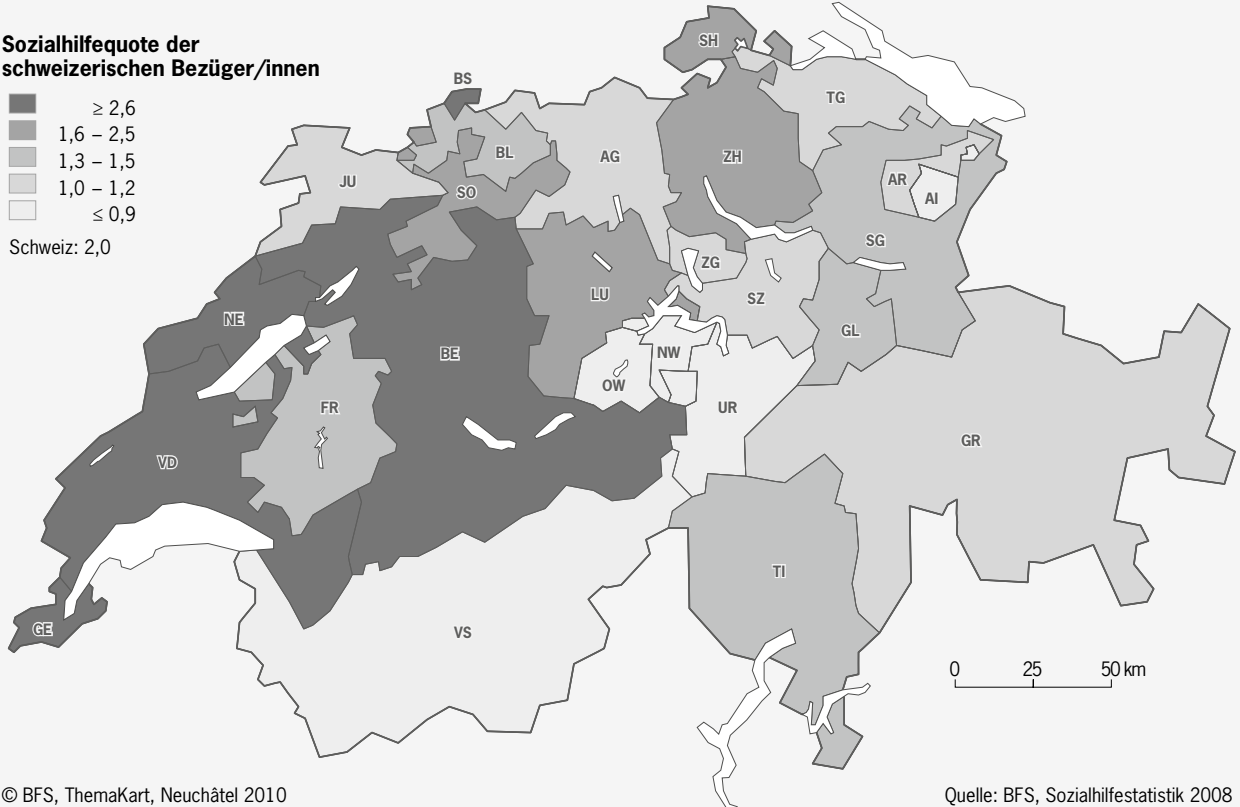 Sozialhilfequote der
schweizerischen Bezüger/innen
≥ 2,6
1,6 – 2,5
1,3 – 1,5
1,0 – 1,2
≤ 0,9
Schweiz: 2,0
SH
BS
TG
BL
AG
ZH
JU
SO
AR
AI
SG
ZG
LU
SZ
NE
GL
BE
NW
OW
FR
UR
GR
VD
TI
GE
VS
0 25 50 km
© BFS, ThemaKart, Neuchâtel 2010
Quelle: BFS, Sozialhilfestatistik 2008